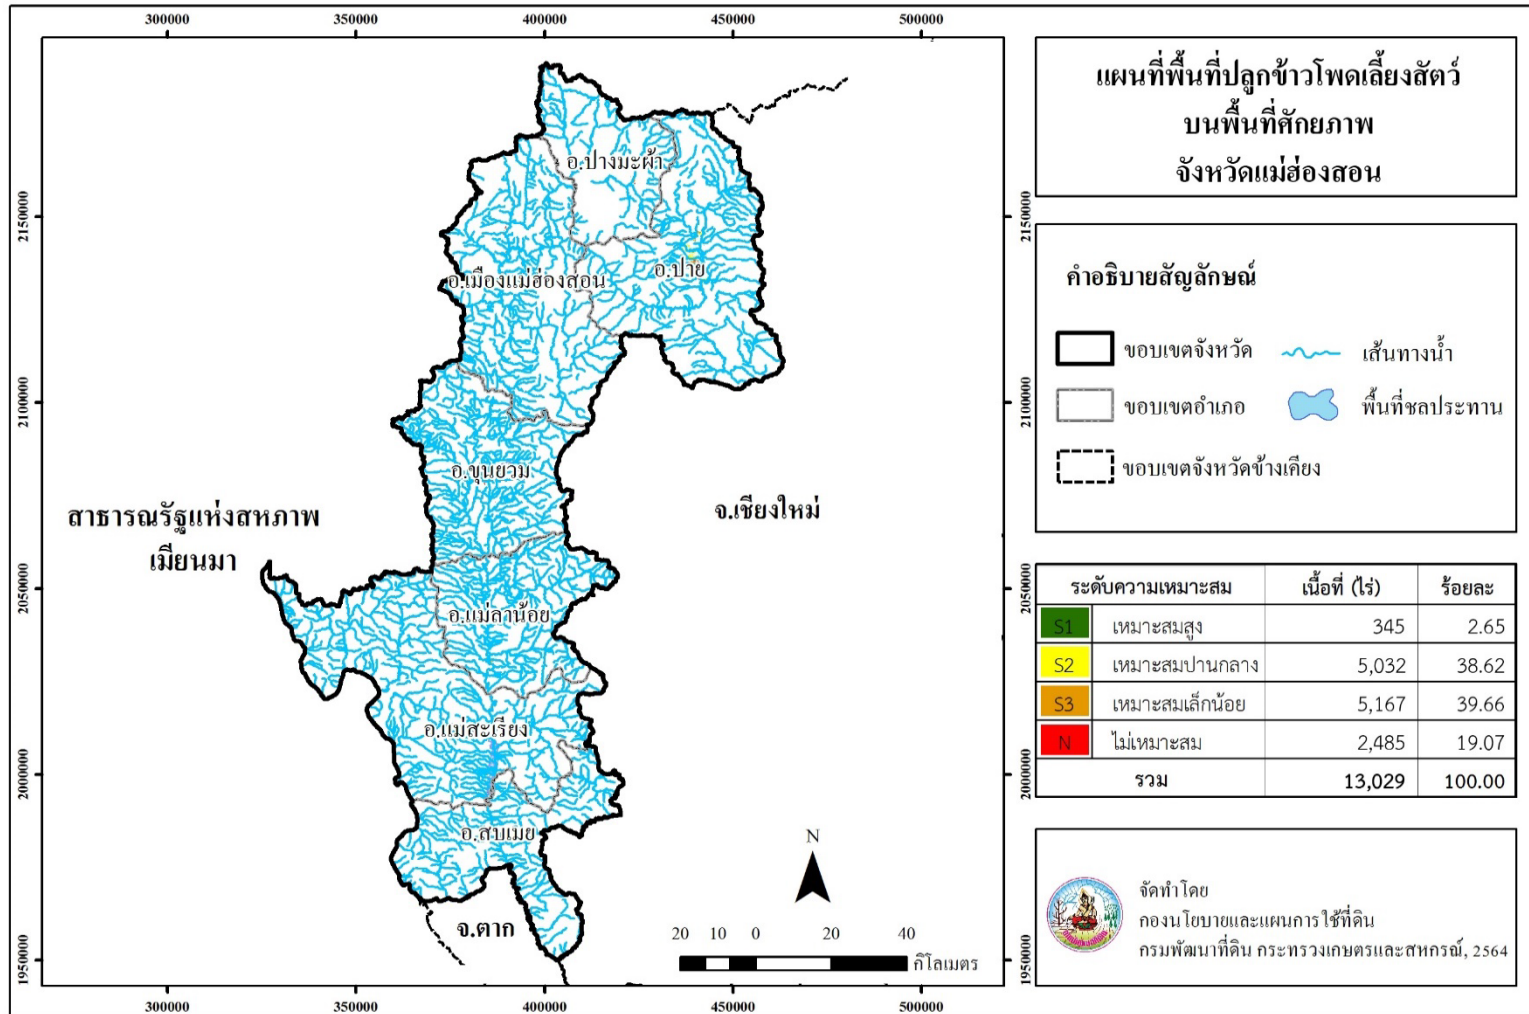 300000 350000 400000 450000 500000
แผนที่พื้นที่ปลูกข้าวโพดเลี้ยงสัตว์
บนพื้นที่ศักยภาพ
จังหวัดแม่ฮ่องสอน
2150000
2100000
2050000
2000000
1950000
อ.ปางมะผ้า
อ.ปาย
อ.เมืองแม่ฮ่องสอน
อ.ขุนยวม
สาธารณรัฐแห่งสหภาพ
เมียนมา
จ.เชียงใหม่
อ.แม่ลาน้อย
อ.แม่สะเรียง
อ.สบเมย
จ.ตาก
N
20 10 0 20 40
กิโลเมตร
2150000
2100000
2050000
2000000
1950000
300000 350000 400000 450000 500000
คำอธิบายสัญลักษณ์
ขอบเขตจังหวัด เส้นทางน้ำ
ขอบเขตอำเภอ พื้นที่ชลประทาน
ขอบเขตจังหวัดข้างเคียง
ระดับความเหมาะสม เนื้อที่ (ไร่) ร้อยละ
S1 เหมาะสมสูง 345 2.65
S2 เหมาะสมปานกลาง 5,032 38.62
S3 เหมาะสมเล็กน้อย 5,167 39.66
N ไม่เหมาะสม 2,485 19.07
รวม 13,029 100.00
จัดทำโดย
กองนโยบายและแผนการใช้ที่ดิน
กรมพัฒนาที่ดิน กระทรวงเกษตรและสหกรณ์, 2564